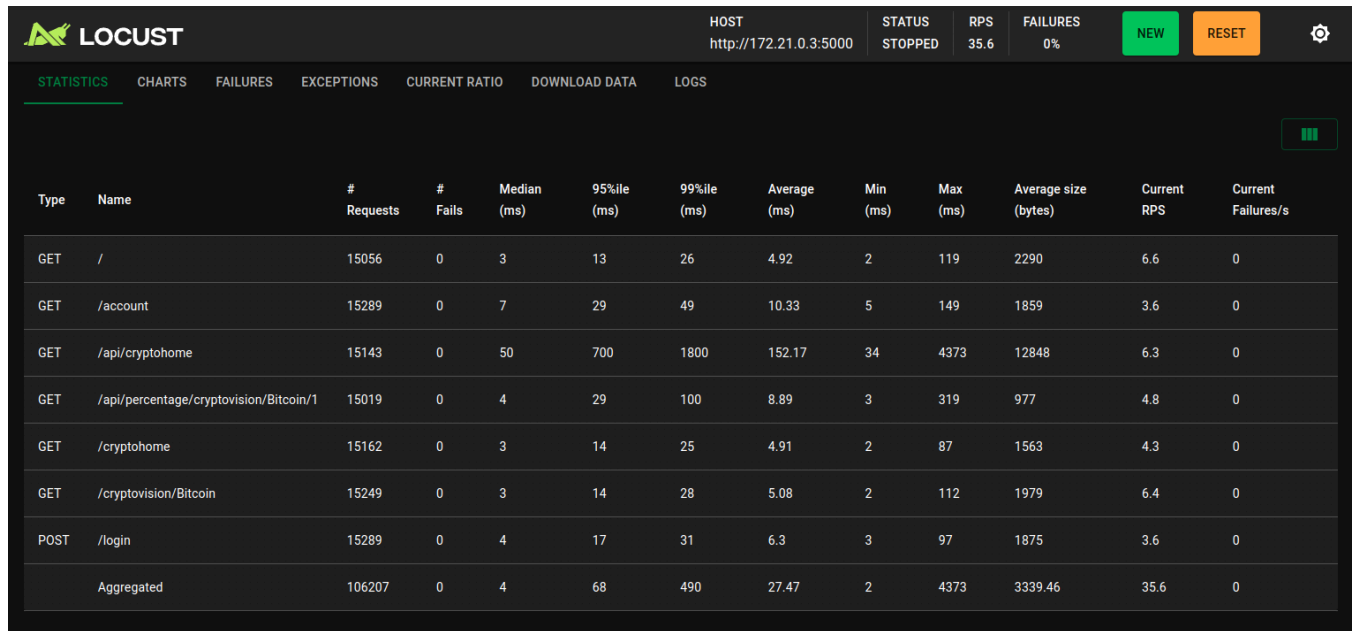 LOCUST
HOST
http://172.21.0.3:5000
STATUS
STOPPED
RPS
35.6
FAILURES
0%
NEW
RESET
STATISTICS CHARTS FAILURES EXCEPTIONS CURRENT RATIO DOWNLOAD DATA LOGS
Type Name # Requests # Fails Median (ms) 95%ile (ms) 99%ile (ms) Average (ms) Min (ms) Max (ms) Average size (bytes) Current RPS Current Failures/s
GET / 15056 0 3 13 26 4.92 2 119 2290 6.6 0
GET /account 15289 0 7 29 49 10.33 5 149 1859 3.6 0
GET /api/cryptohome 15143 0 50 700 1800 152.17 34 4373 12848 6.3 0
GET /api/percentage/cryptovision/Bitcoin/1 15019 0 4 29 100 8.89 3 319 977 4.8 0
GET /cryptohome 15162 0 3 14 25 4.91 2 87 1563 4.3 0
GET /cryptovision/Bitcoin 15249 0 3 14 28 5.08 2 112 1979 6.4 0
POST /login 15289 0 4 17 31 6.3 3 97 1875 3.6 0
Aggregated 106207 0 4 68 490 27.47 2 4373 3339.46 35.6 0